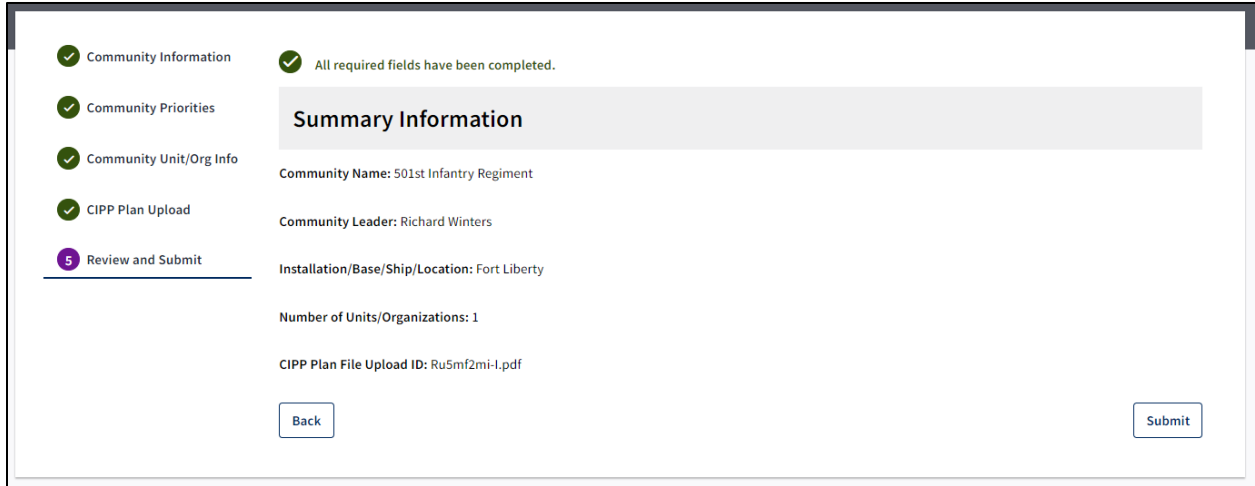 Community Information
Community Priorities
Community Unit/Org Info
CIPP Plan Upload
5 Review and Submit
All required fields have been completed.
Summary Information
Community Name: 501st Infantry Regiment
Community Leader: Richard Winters
Installation/Base/Ship/Location: Fort Liberty
Number of Units/Organizations: 1
CIPP Plan File Upload ID: Ru5mf2mi-I.pdf
Back
Submit